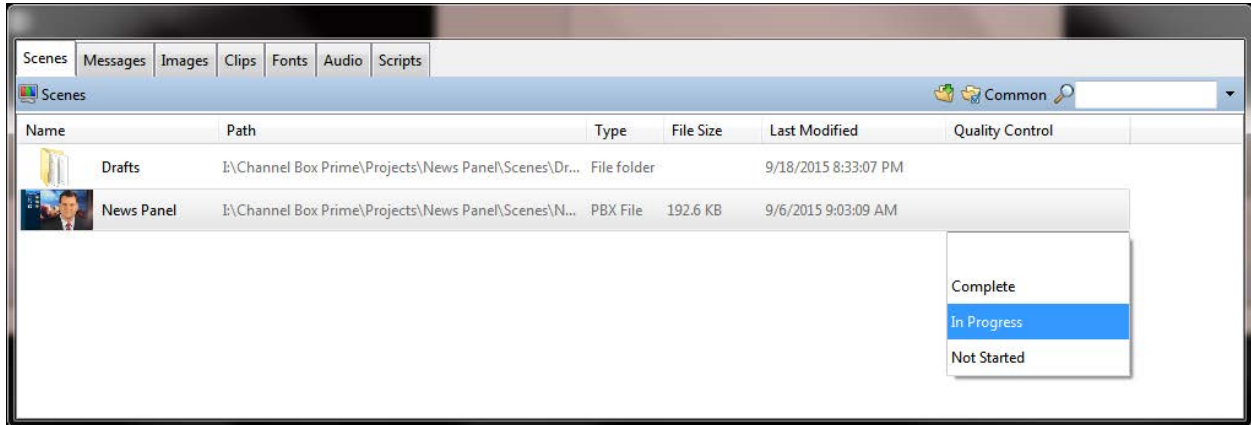 Scenes Messages Images Clips Fonts Audio Scripts
Scenes Common
Name Path Type File Size Last Modified Quality Control
Drafts I:\Channel Box Prime\Projects\News Panel\Scenes\Dr... File folder 9/18/2015 8:33:07 PM
News Panel I:\Channel Box Prime\Projects\News Panel\Scenes\N... PBX File 192.6 KB 9/6/2015 9:03:09 AM
Complete
In Progress
Not Started